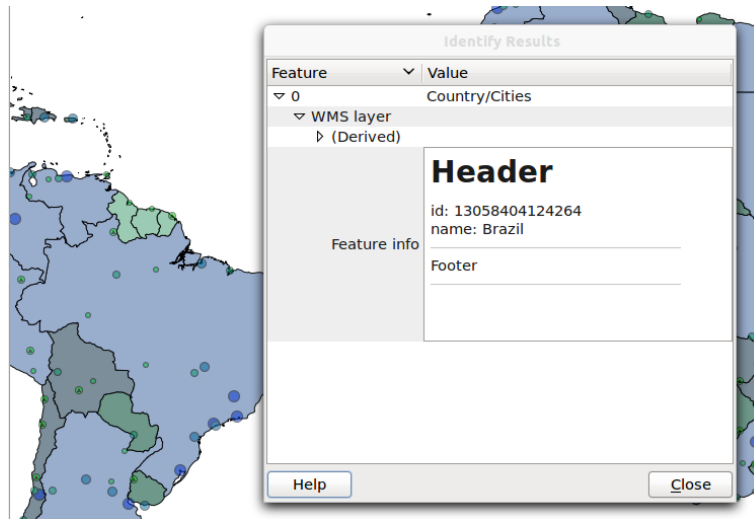 Identify Results
Feature Value
0 Country/Cities
WMS layer
(Derived)
Feature info
Header
id: 13058404124264
name: Brazil
Footer
Help Close